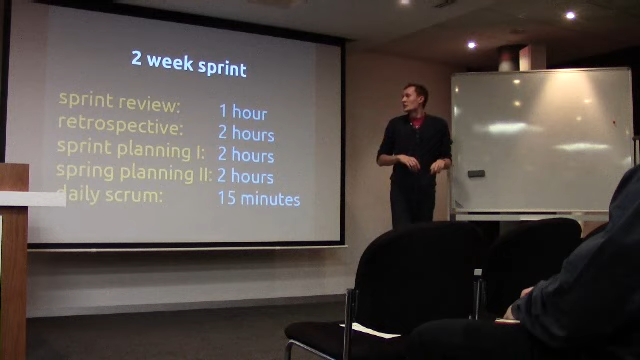 2 week sprint
sprint review: 1 hour
retrospective: 2 hours
sprint planning I: 2 hours
spring planning II: 2 hours
daily scrum: 15 minutes